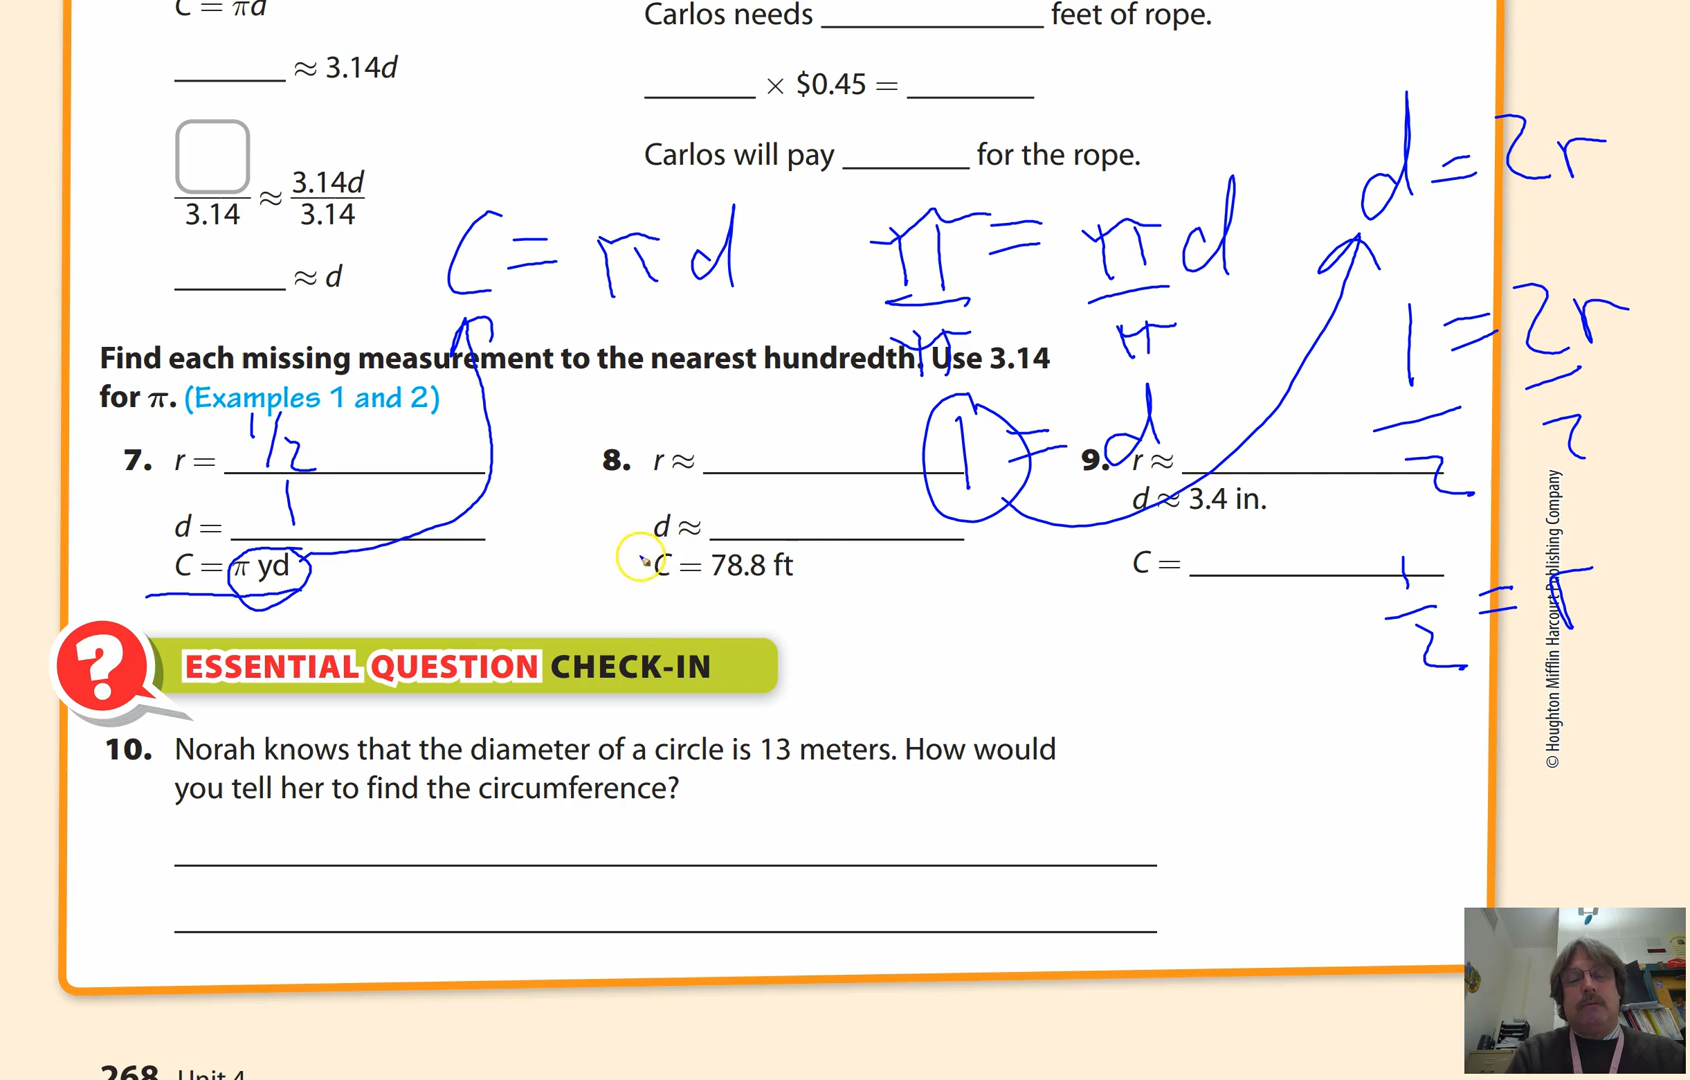 C = πd
______ ≈ 3.14d
3.14 ≈ 3.14d
3.14
______ ≈ d
Carlos needs ______ feet of rope.
______ × $0.45 = ______
Carlos will pay ______ for the rope.
C = π d
π = π d
π π
1 = d
d = 2r
1 = 2r
2 2
1/2 = r
Find each missing measurement to the nearest hundredth. Use 3.14
for π. (Examples 1 and 2)
7. r = 1/2
d = 1
C = π yd
8. r ≈ ______
d ≈ ______
C = 78.8 ft
9. r ≈ ______
d ≈ 3.4 in.
C = ______
© Houghton Mifflin Harcourt Publishing Company
?
ESSENTIAL QUESTION CHECK-IN
10. Norah knows that the diameter of a circle is 13 meters. How would
you tell her to find the circumference?
268 Unit 4